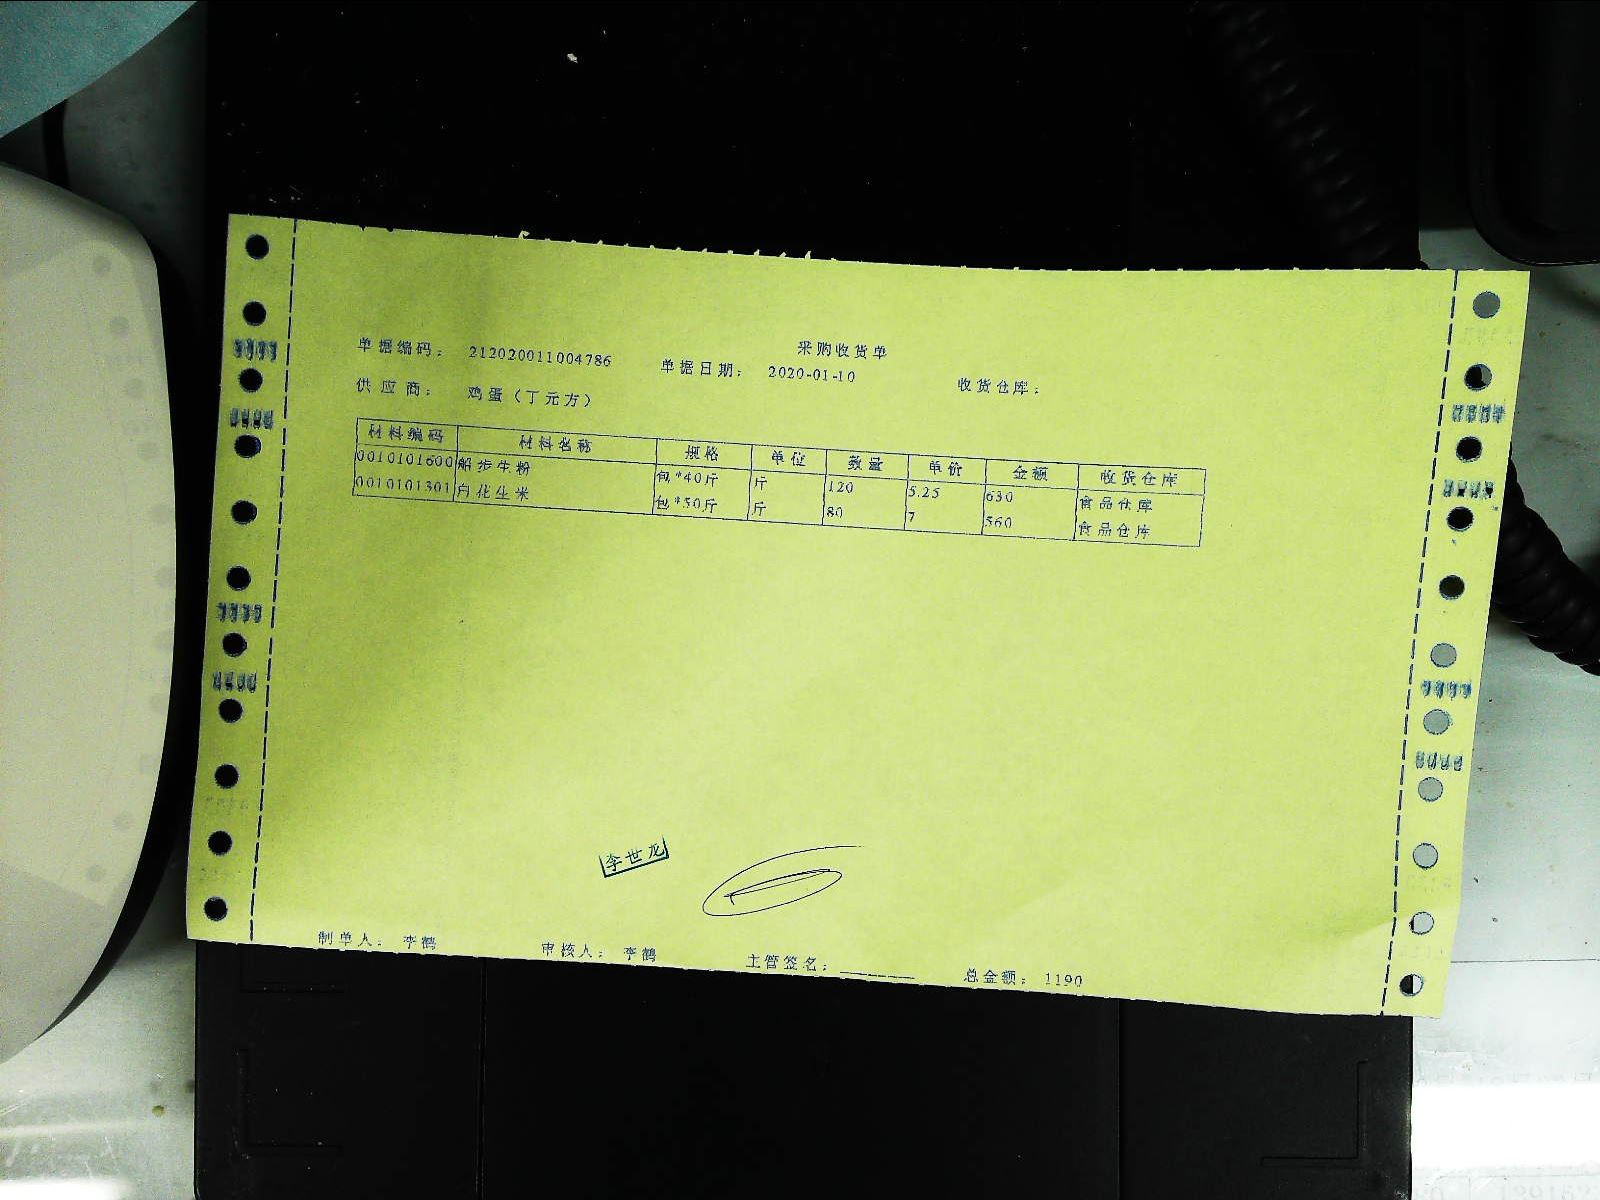 采购收货单
单据编码： 212020011004786 单据日期： 2020-01-10 收货仓库：
供应商： 鸡蛋（丁元方）
材料编码 材料名称 规格 单位 数量 单价 金额 收货仓库
0010101600 船步生粉 包*40斤 斤 120 5.25 630 食品仓库
0010101301 白花生米 包*50斤 斤 80 7 560 食品仓库
李世龙
制单人： 李鹤 审核人： 李鹤 主管签名：________ 总金额： 1190